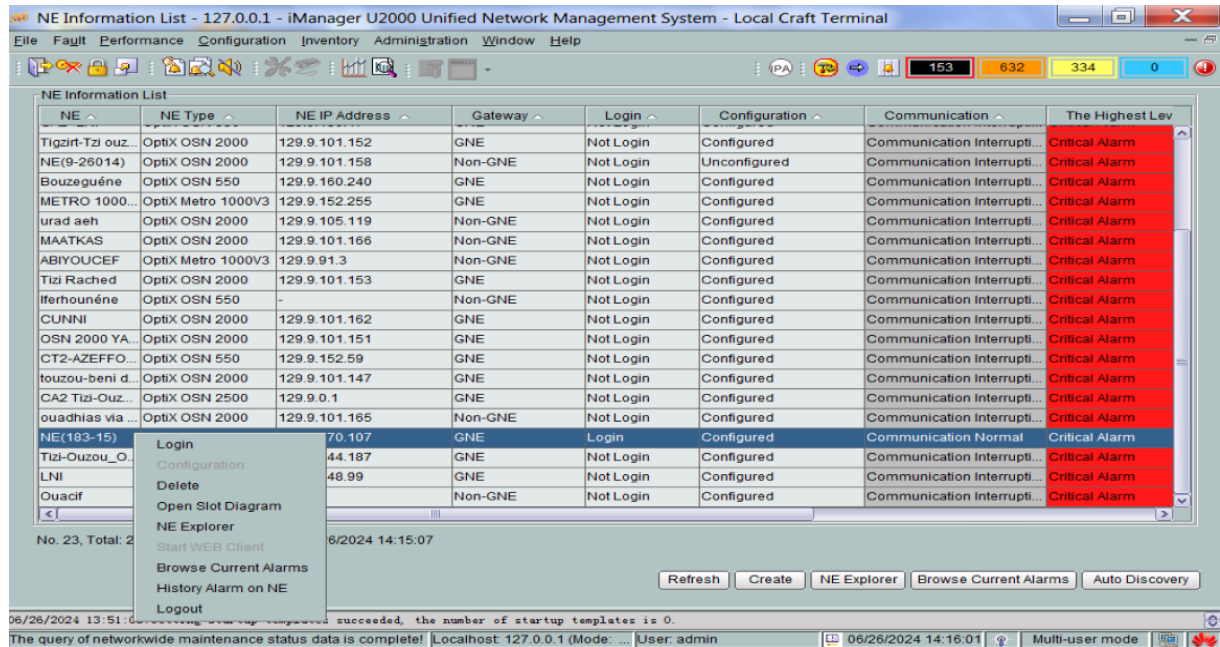 NE Information List - 127.0.0.1 - iManager U2000 Unified Network Management System - Local Craft Terminal
File Fault Performance Configuration Inventory Administration Window Help
153 632 334 0
NE Information List
NE NE Type NE IP Address Gateway Login Configuration Communication The Highest Lev
Tigzirt-Tzi ouz... OptiX OSN 2000 129.9.101.152 GNE Not Login Configured Communication Interrupti... Critical Alarm
NE(9-26014) OptiX OSN 2000 129.9.101.158 Non-GNE Not Login Unconfigured Communication Interrupti... Critical Alarm
Bouzeguéne OptiX OSN 550 129.9.160.240 GNE Not Login Configured Communication Interrupti... Critical Alarm
METRO 1000... OptiX Metro 1000V3 129.9.152.255 GNE Not Login Configured Communication Interrupti... Critical Alarm
urad aeh OptiX OSN 2000 129.9.105.119 Non-GNE Not Login Configured Communication Interrupti... Critical Alarm
MAATKAS OptiX OSN 2000 129.9.101.166 Non-GNE Not Login Configured Communication Interrupti... Critical Alarm
ABIYOUCEF OptiX Metro 1000V3 129.9.91.3 Non-GNE Not Login Configured Communication Interrupti... Critical Alarm
Tizi Rached OptiX OSN 2000 129.9.101.153 GNE Not Login Configured Communication Interrupti... Critical Alarm
Iferhounéne OptiX OSN 550 - Non-GNE Not Login Configured Communication Interrupti... Critical Alarm
CUNNI OptiX OSN 2000 129.9.101.162 GNE Not Login Configured Communication Interrupti... Critical Alarm
OSN 2000 YA... OptiX OSN 2000 129.9.101.151 GNE Not Login Configured Communication Interrupti... Critical Alarm
CT2-AZEFFO... OptiX OSN 550 129.9.152.59 GNE Not Login Configured Communication Interrupti... Critical Alarm
touzou-beni d... OptiX OSN 2000 129.9.101.147 GNE Not Login Configured Communication Interrupti... Critical Alarm
CA2 Tizi-Ouz... OptiX OSN 2500 129.9.0.1 GNE Not Login Configured Communication Interrupti... Critical Alarm
ouadhias via ... OptiX OSN 2000 129.9.101.165 Non-GNE Not Login Configured Communication Interrupti... Critical Alarm
NE(183-15) 70.107 GNE Login Configured Communication Normal Critical Alarm
Tizi-Ouzou_O... 44.187 GNE Not Login Configured Communication Interrupti... Critical Alarm
LNI 48.99 GNE Not Login Configured Communication Interrupti... Critical Alarm
Ouacif Non-GNE Not Login Configured Communication Interrupti... Critical Alarm
Login
Configuration
Delete
Open Slot Diagram
NE Explorer
Start WEB Client
Browse Current Alarms
History Alarm on NE
Logout
No. 23, Total: 2 6/2024 14:15:07
Refresh Create NE Explorer Browse Current Alarms Auto Discovery
06/26/2024 13:51:0 succeeded, the number of startup templates is 0.
The query of networkwide maintenance status data is complete! Localhost: 127.0.0.1 (Mode: ... User: admin 06/26/2024 14:16:01 Multi-user mode